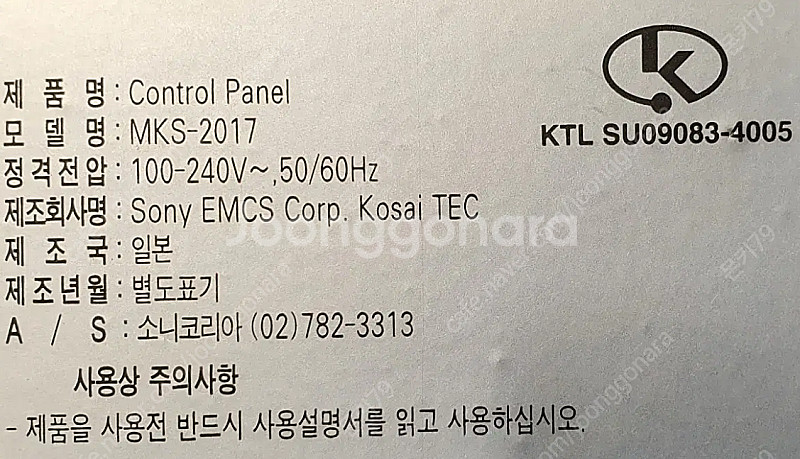 제 품 명 : Control Panel
모 델 명 : MKS-2017
정격전압 : 100-240V~,50/60Hz
제조회사명 : Sony EMCS Corp. Kosai TEC
제 조 국 : 일본
제조년월 : 별도표기
A / S : 소니코리아 (02)782-3313
사용상 주의사항
- 제품을 사용전 반드시 사용설명서를 읽고 사용하십시오.
K
KTL SU09083-4005
Joonggonara